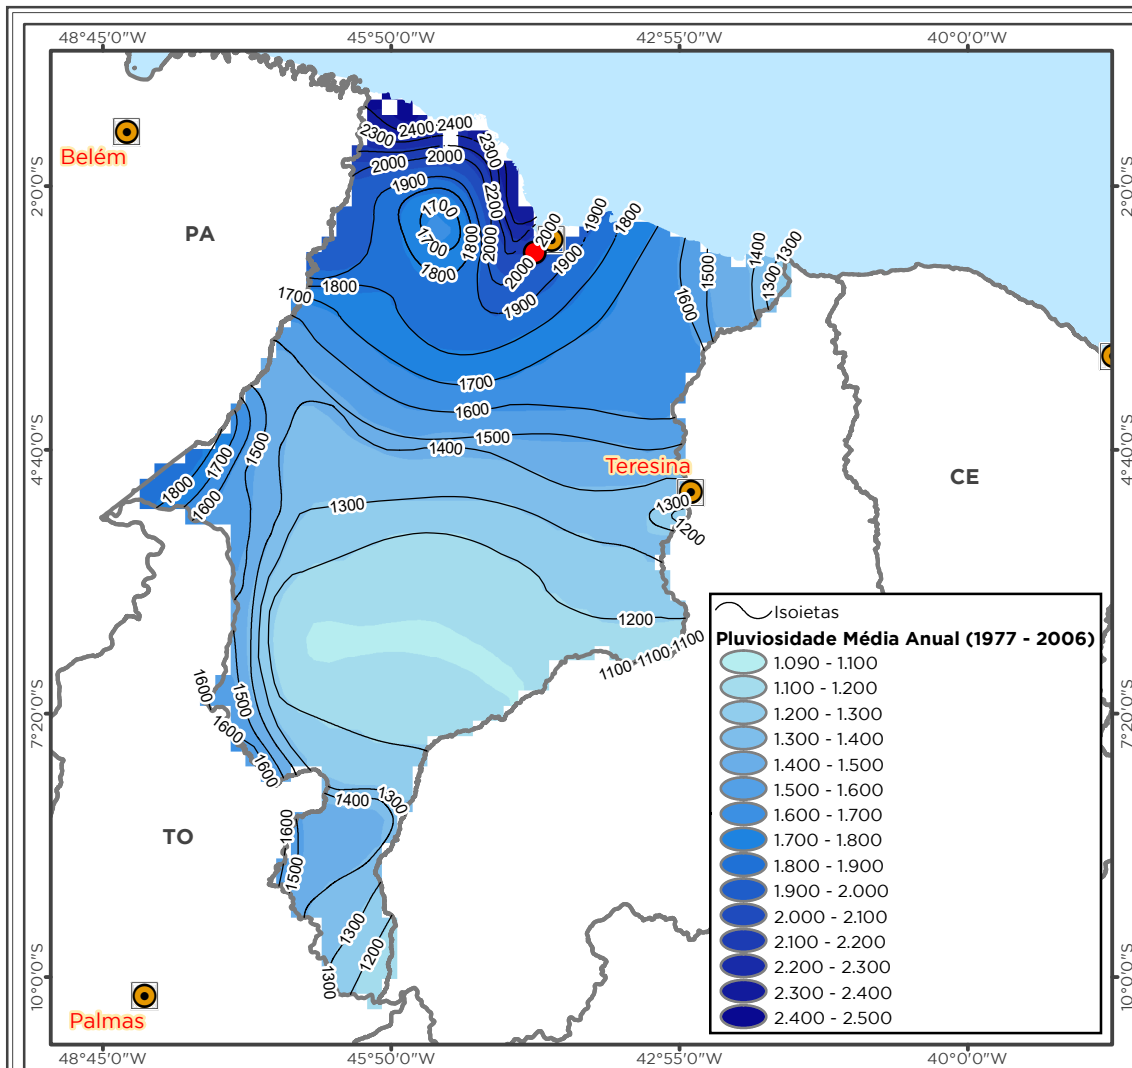 48°45'0"W 45°50'0"W 42°55'0"W 40°0'0"W
2°0'0"S
4°40'0"S
7°20'0"S
10°0'0"S
2°0'0"S
4°40'0"S
7°20'0"S
10°0'0"S
Belém
PA
2300 2400 2400
2300
2000 2000
1900
2200
1700
1700
1800
1800
2000
2000
2000
1900
1900
1900
1800
1400
1300
1500
1300
1600
1700
1800
1700
1600
1500
1400
1500
1700
1800
1600
Teresina
CE
1300
1200
1300
1200
1100
1100
1100
1600
1500
1600
1600
1400
1300
TO
1600
1500
1300
1200
1300
Palmas
Isoietas
Pluviosidade Média Anual (1977 - 2006)
1.090 - 1.100
1.100 - 1.200
1.200 - 1.300
1.300 - 1.400
1.400 - 1.500
1.500 - 1.600
1.600 - 1.700
1.700 - 1.800
1.800 - 1.900
1.900 - 2.000
2.000 - 2.100
2.100 - 2.200
2.200 - 2.300
2.300 - 2.400
2.400 - 2.500
48°45'0"W 45°50'0"W 42°55'0"W 40°0'0"W